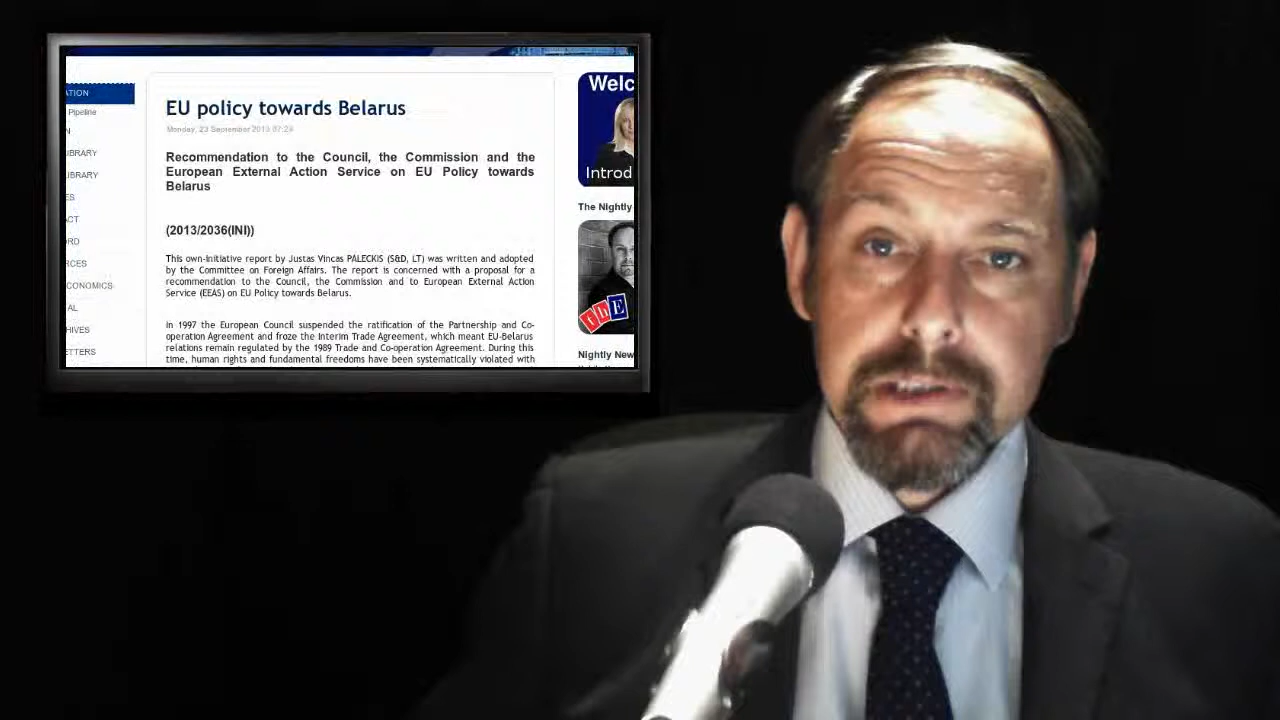 ATION
Pipeline
N
IBRARY
IBRARY
ES
ACT
ORD
RCES
CONOMICS
AL
HIVES
ETTERS
EU policy towards Belarus
Monday, 23 September 2013 07:24
Recommendation to the Council, the Commission and the
European External Action Service on EU Policy towards
Belarus
(2013/2036(INI))
This own-initiative report by Justas Vincas PALECKIS (S&D, LT) was written and adopted
by the Committee on Foreign Affairs. The report is concerned with a proposal for a
recommendation to the Council, the Commission and to European External Action
Service (EEAS) on EU Policy towards Belarus.
In 1997 the European Council suspended the ratification of the Partnership and Co-
operation Agreement and froze the Interim Trade Agreement, which meant EU-Belarus
relations remain regulated by the 1989 Trade and Co-operation Agreement. During this
time, human rights and fundamental freedoms have been systematically violated with
Welc
Introd
The Nightly
thE
Nightly New